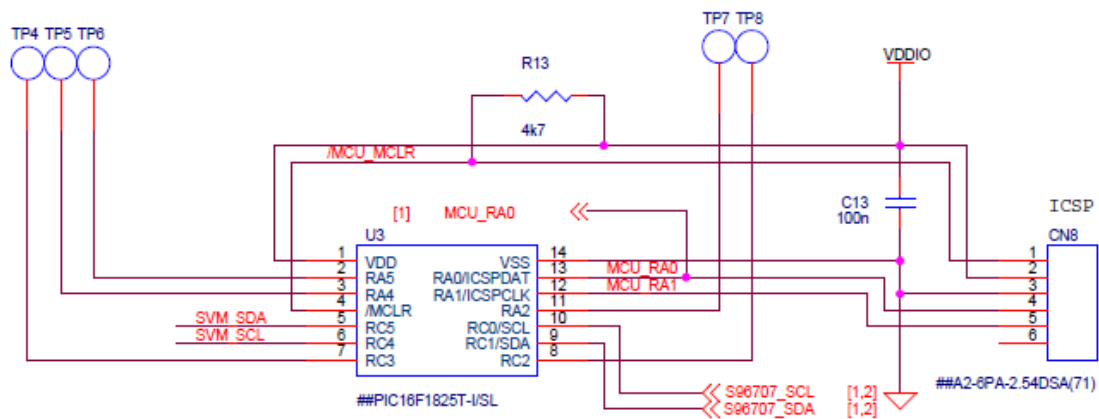 TP4 TP5 TP6
TP7 TP8
R13
VDDIO
4k7
/MCU_MCLR
C13
100n
ICSP
[1] MCU_RA0
U3
CN8
1 VDD VSS 14
2 RA5 RA0/ICSPDAT 13 MCU_RA0
3 RA4 RA1/ICSPCLK 12 MCU_RA1
4 /MCLR RA2 11
SVM_SDA 5 RC5 RC0/SCL 10
SVM_SCL 6 RC4 RC1/SDA 9
7 RC3 RC2 8
1
2
3
4
5
6
##PIC16F1825T-I/SL
S96707_SCL [1,2]
S96707_SDA [1,2]
##A2-6PA-2.54DSA(71)